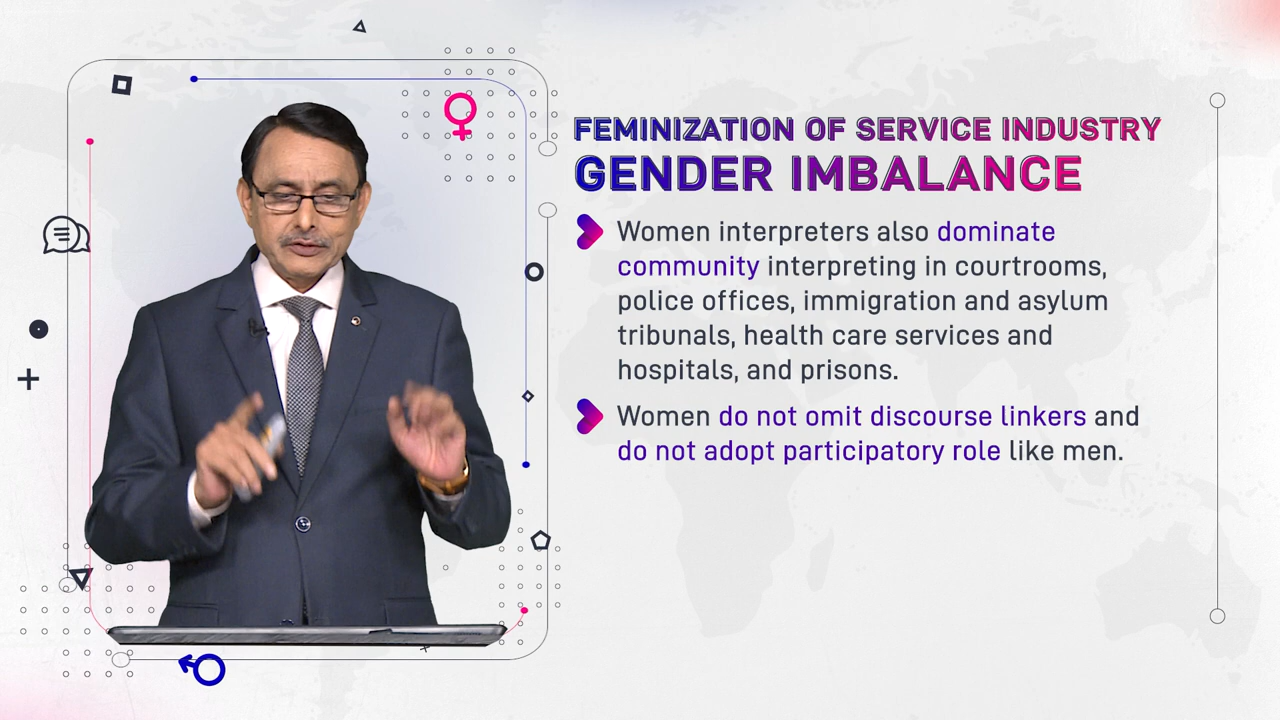 FEMINIZATION OF SERVICE INDUSTRY
GENDER IMBALANCE
Women interpreters also dominate
community interpreting in courtrooms,
police offices, immigration and asylum
tribunals, health care services and
hospitals, and prisons.
Women do not omit discourse linkers and
do not adopt participatory role like men.